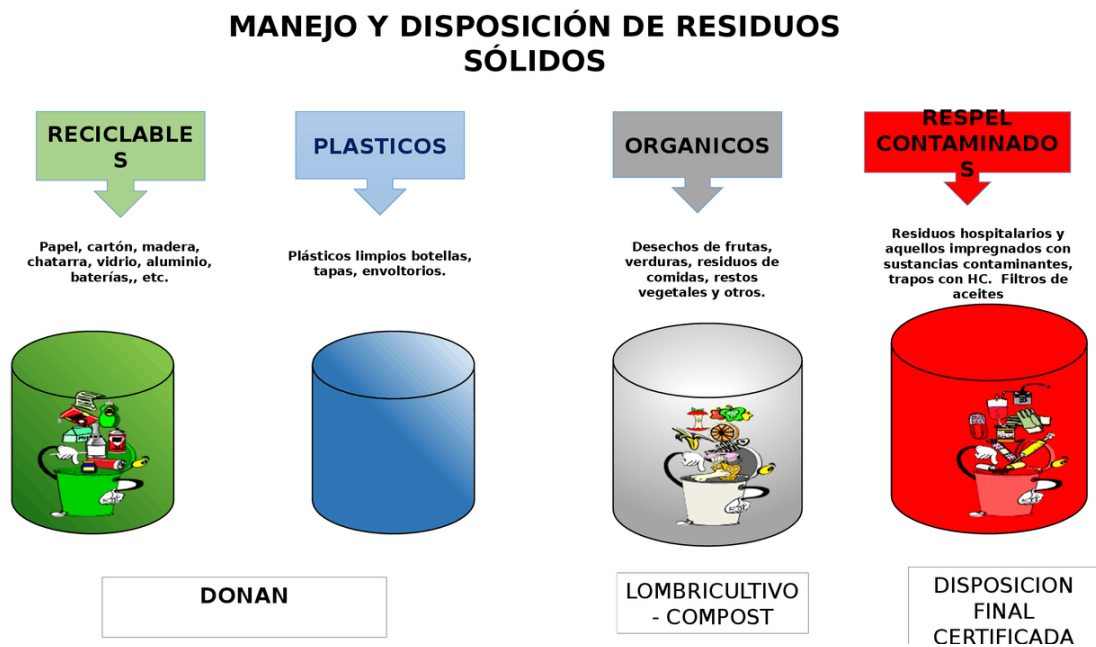 MANEJO Y DISPOSICIÓN DE RESIDUOS
SÓLIDOS
RECICLABLE
S
Papel, cartón, madera,
chatarra, vidrio, aluminio,
baterías,, etc.
PLASTICOS
Plásticos limpios botellas,
tapas, envoltorios.
ORGANICOS
Desechos de frutas,
verduras, residuos de
comidas, restos
vegetales y otros.
RESPEL
CONTAMINADO
S
Residuos hospitalarios y
aquellos impregnados con
sustancias contaminantes,
trapos con HC. Filtros de
aceites
DONAN
LOMBRICULTIVO
- COMPOST
DISPOSICION
FINAL
CERTIFICADA